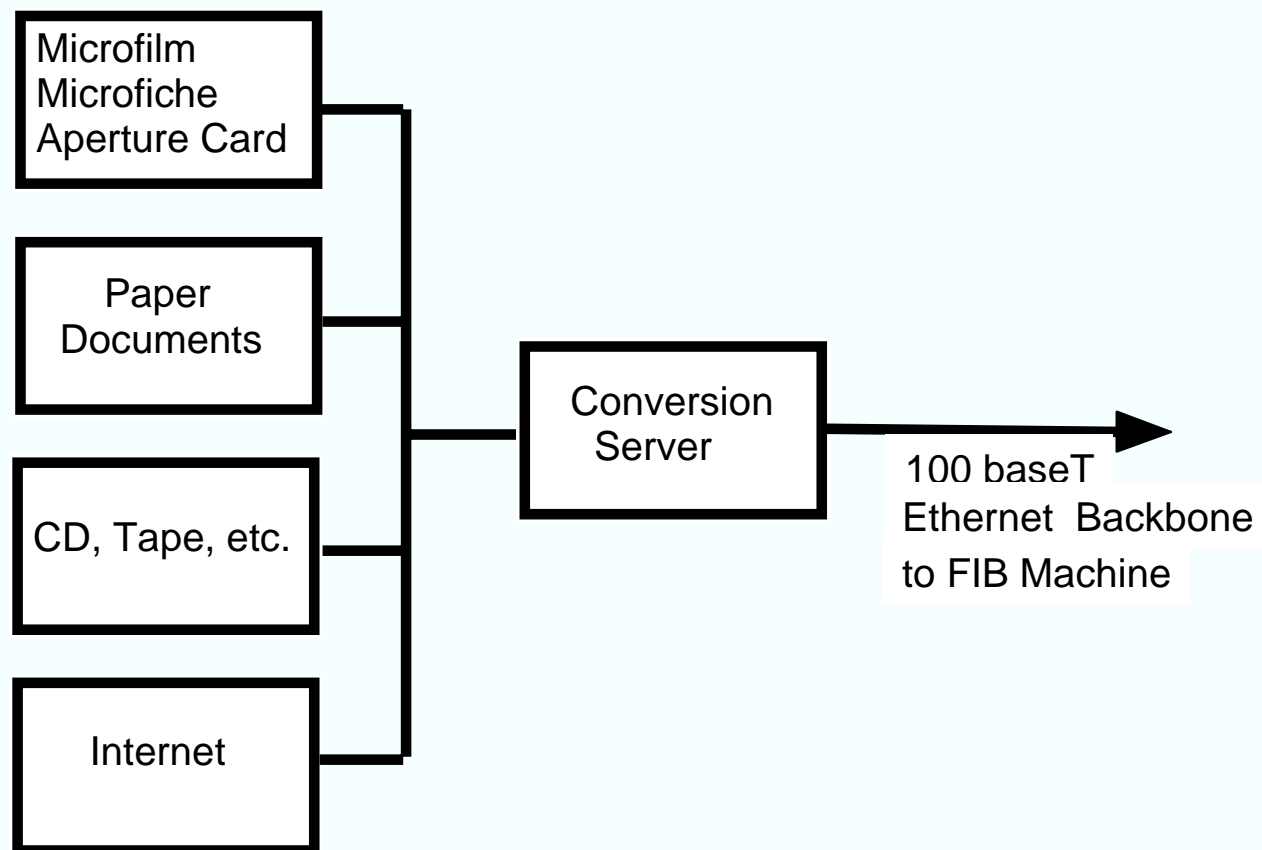 Microfilm
Microfiche
Aperture Card
Paper
Documents
CD, Tape, etc.
Internet
Conversion
Server
100 baseT
Ethernet Backbone
to FIB Machine